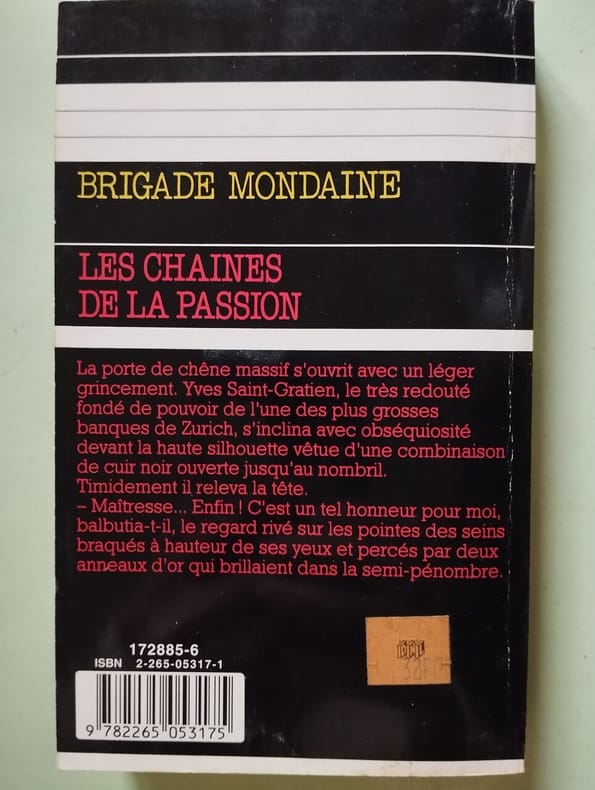 BRIGADE MONDAINE
LES CHAINES
DE LA PASSION
La porte de chêne massif s'ouvrit avec un léger
grincement. Yves Saint-Gratien, le très redouté
fondé de pouvoir de l'une des plus grosses
banques de Zurich, s'inclina avec obséquiosité
devant la haute silhouette vêtue d'une combinaison
de cuir noir ouverte jusqu'au nombril.
Timidement il releva la tête.
– Maîtresse... Enfin ! C'est un tel honneur pour moi,
balbutia-t-il, le regard rivé sur les pointes des seins
braqués à hauteur de ses yeux et percés par deux
anneaux d'or qui brillaient dans la semi-pénombre.
172885-6
ISBN 2-265-05317-1
9 782265 053175